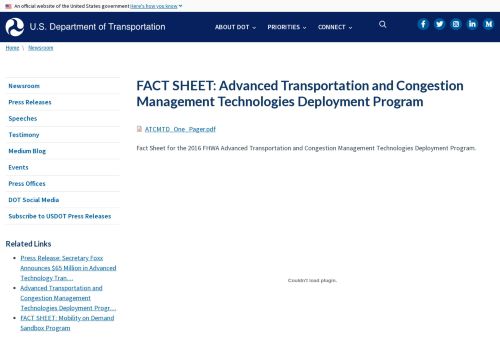 An official website of the United States government Here's how you know
U.S. Department of Transportation
ABOUT DOT
PRIORITIES
CONNECT
Home \ Newsroom
Newsroom
Press Releases
Speeches
Testimony
Medium Blog
Events
Press Offices
DOT Social Media
Subscribe to USDOT Press Releases
Related Links
Press Release: Secretary Foxx
Announces $65 Million in Advanced
Technology Tran…
Advanced Transportation and
Congestion Management
Technologies Deployment Progr…
FACT SHEET: Mobility on Demand
Sandbox Program
FACT SHEET: Advanced Transportation and Congestion
Management Technologies Deployment Program
ATCMTD_One_Pager.pdf
Fact Sheet for the 2016 FHWA Advanced Transportation and Congestion Management Technologies Deployment Program.
Couldn't load plugin.